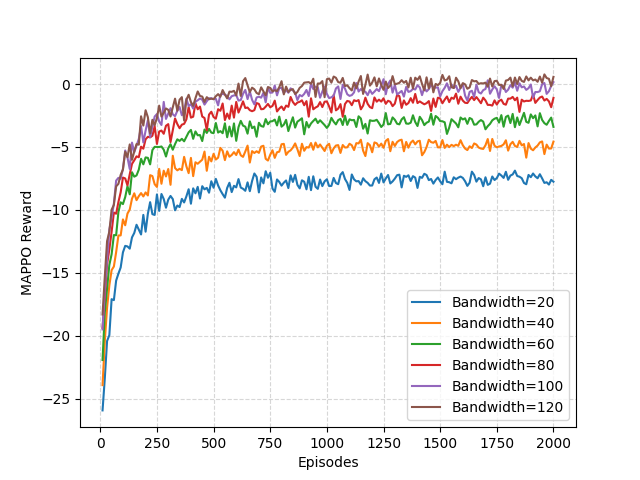 0
−5
−10
−15
−20
−25
MAPPO Reward
0
250
500
750
1000
1250
1500
1750
2000
Episodes
Bandwidth=20
Bandwidth=40
Bandwidth=60
Bandwidth=80
Bandwidth=100
Bandwidth=120